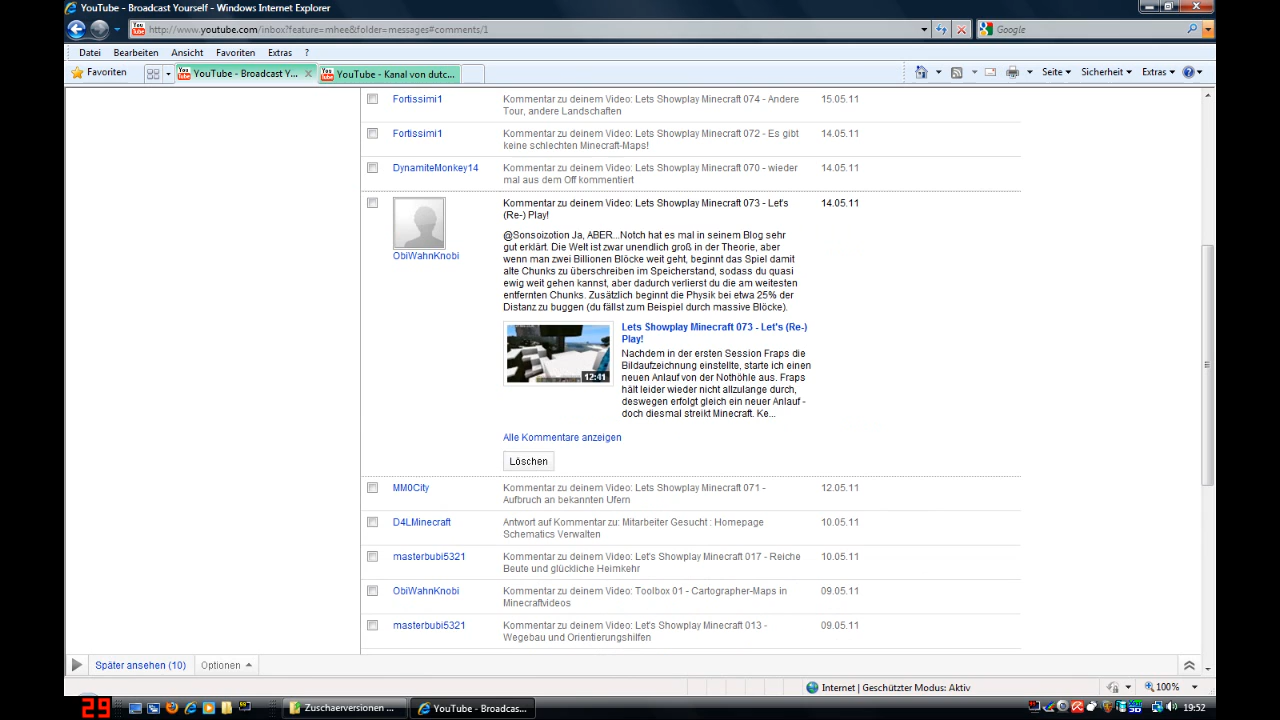 YouTube - Broadcast Yourself - Windows Internet Explorer
http://www.youtube.com/inbox?feature=mhee&folder=messages#comments/1
Google
Datei Bearbeiten Ansicht Favoriten Extras ?
Favoriten
YouTube - Broadcast Y...
YouTube - Kanal von dutc...
Seite Sicherheit Extras
Fortissimi1 Kommentar zu deinem Video: Lets Showplay Minecraft 074 - Andere 15.05.11
Tour, andere Landschaften
Fortissimi1 Kommentar zu deinem Video: Lets Showplay Minecraft 072 - Es gibt 14.05.11
keine schlechten Minecraft-Maps!
DynamiteMonkey14 Kommentar zu deinem Video: Lets Showplay Minecraft 070 - wieder 14.05.11
mal aus dem Off kommentiert
Kommentar zu deinem Video: Lets Showplay Minecraft 073 - Let's 14.05.11
(Re-) Play!
ObiWahnKnobi
@Sonsoizotion Ja, ABER...Notch hat es mal in seinem Blog sehr
gut erklärt. Die Welt ist zwar unendlich groß in der Theorie, aber
wenn man zwei Billionen Blöcke weit geht, beginnt das Spiel damit
alte Chunks zu überschreiben im Speicherstand, sodass du quasi
ewig weit gehen kannst, aber dadurch verlierst du die am weitesten
entfernten Chunks. Zusätzlich beginnt die Physik bei etwa 25% der
Distanz zu buggen (du fällst zum Beispiel durch massive Blöcke).
12:41
Lets Showplay Minecraft 073 - Let's (Re-)
Play!
Nachdem in der ersten Session Fraps die
Bildaufzeichnung einstellte, starte ich einen
neuen Anlauf von der Nothöhle aus. Fraps
hält leider wieder nicht allzulange durch,
deswegen erfolgt gleich ein neuer Anlauf -
doch diesmal streikt Minecraft. Ke...
Alle Kommentare anzeigen
Löschen
MM0City Kommentar zu deinem Video: Lets Showplay Minecraft 071 - 12.05.11
Aufbruch an bekannten Ufern
D4LMinecraft Antwort auf Kommentar zu: Mitarbeiter Gesucht : Homepage 10.05.11
Schematics Verwalten
masterbubi5321 Kommentar zu deinem Video: Let's Showplay Minecraft 017 - Reiche 10.05.11
Beute und glückliche Heimkehr
ObiWahnKnobi Kommentar zu deinem Video: Toolbox 01 - Cartographer-Maps in 09.05.11
Minecraftvideos
masterbubi5321 Kommentar zu deinem Video: Let's Showplay Minecraft 013 - 09.05.11
Wegebau und Orientierungshilfen
Später ansehen (10) Optionen
Internet | Geschützter Modus: Aktiv 100%
29 Zuschaerversionen ... YouTube - Broadcas... 19:52